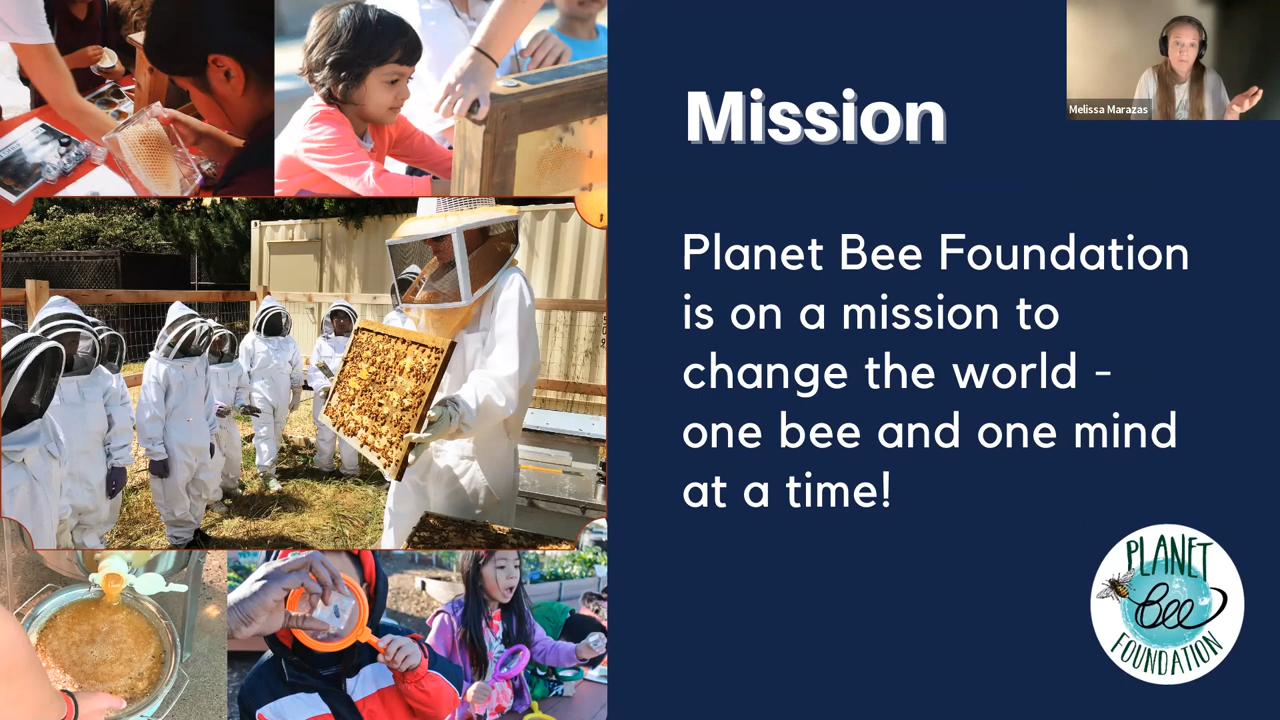 Mission
Melissa Marazas
Planet Bee Foundation
is on a mission to
change the world -
one bee and one mind
at a time!
PLANET
Bee
FOUNDATION